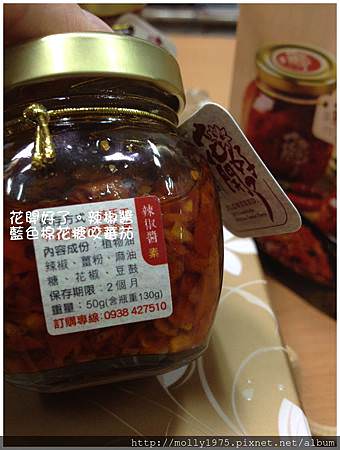 花開好了。辣椒醬
藍色棉花糖の蕃茄
辣椒醬 素
內容成份：植物油
辣椒、薑粉、麻油
糖、花椒、豆鼓
保存期限：2個月
重量：50g(含瓶重130g)
訂購專線：0938 427510
http://molly1975.pixnet.net/album